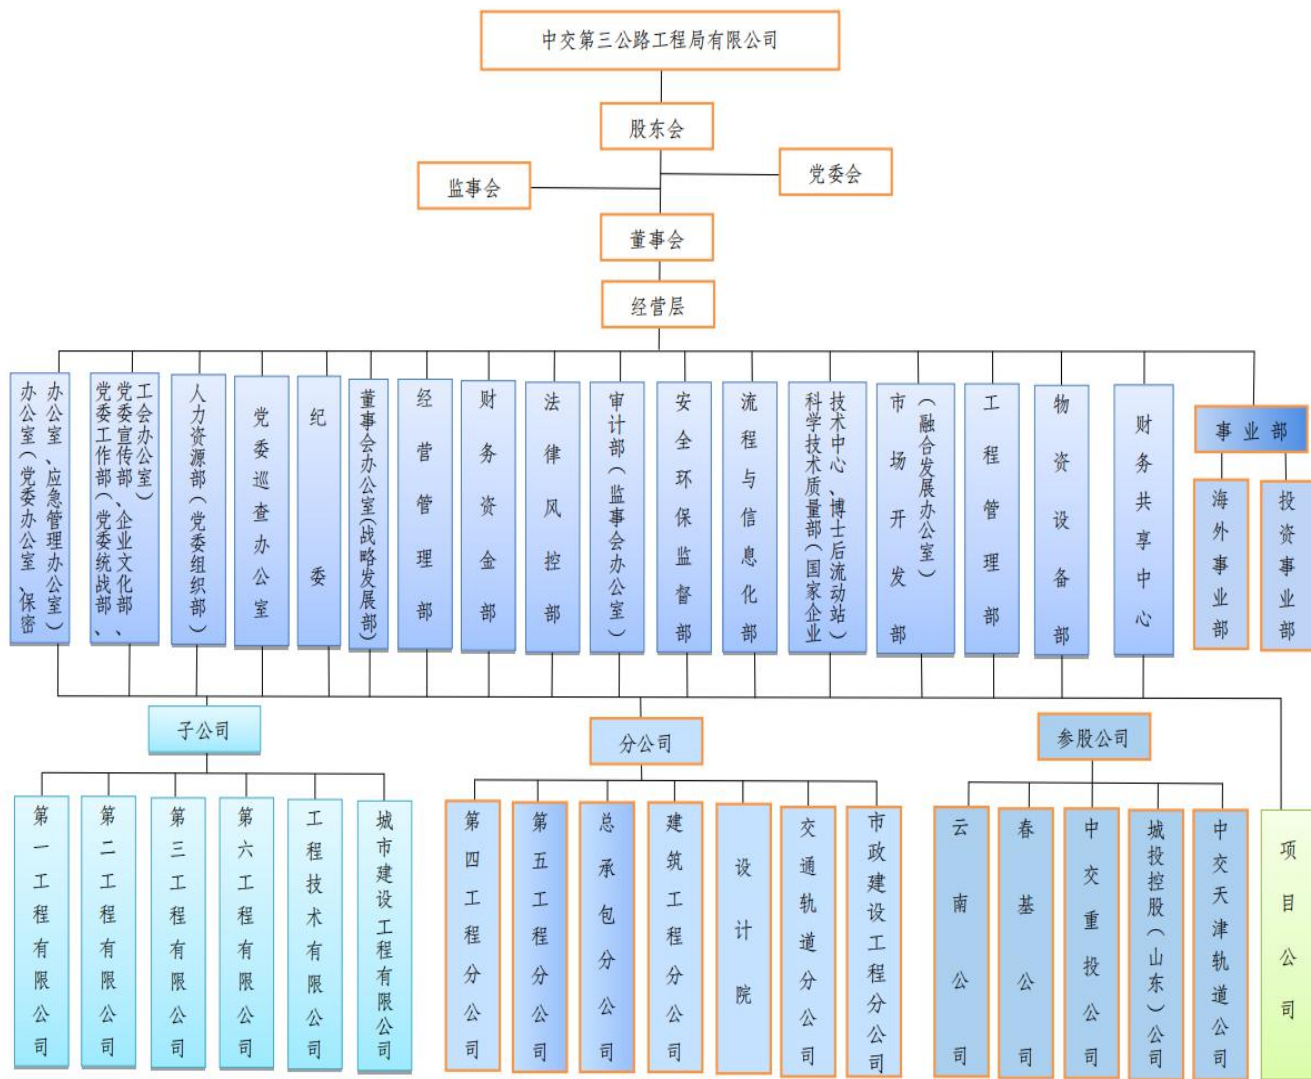 中交第三公路工程局有限公司
股东会
监事会
党委会
董事会
经营层
办公室（党委办公室、保密
办公室、应急管理办公室）
党委工作部（党委统战部、
党委宣传部、企业文化部、
工会办公室）
人力资源部（党委组织部）
党委巡查办公室
纪委
董事会办公室(战略发展部)
经营管理部
财务资金部
法律风控部
审计部（监事会办公室）
安全环保监督部
流程与信息化部
科学技术质量部（国家企业
技术中心、博士后流动站）
市场开发部
（融合发展办公室）
工程管理部
物资设备部
财务共享中心
事业部
海外事业部
投资事业部
子公司
分公司
参股公司
第一工程有限公司
第二工程有限公司
第三工程有限公司
第六工程有限公司
工程技术有限公司
城市建设工程有限公司
第四工程分公司
第五工程分公司
总承包分公司
建筑工程分公司
设计院
交通轨道分公司
市政建设工程分公司
云南公司
春基公司
中交重投公司
城投控股（山东）公司
中交天津轨道公司
项目公司